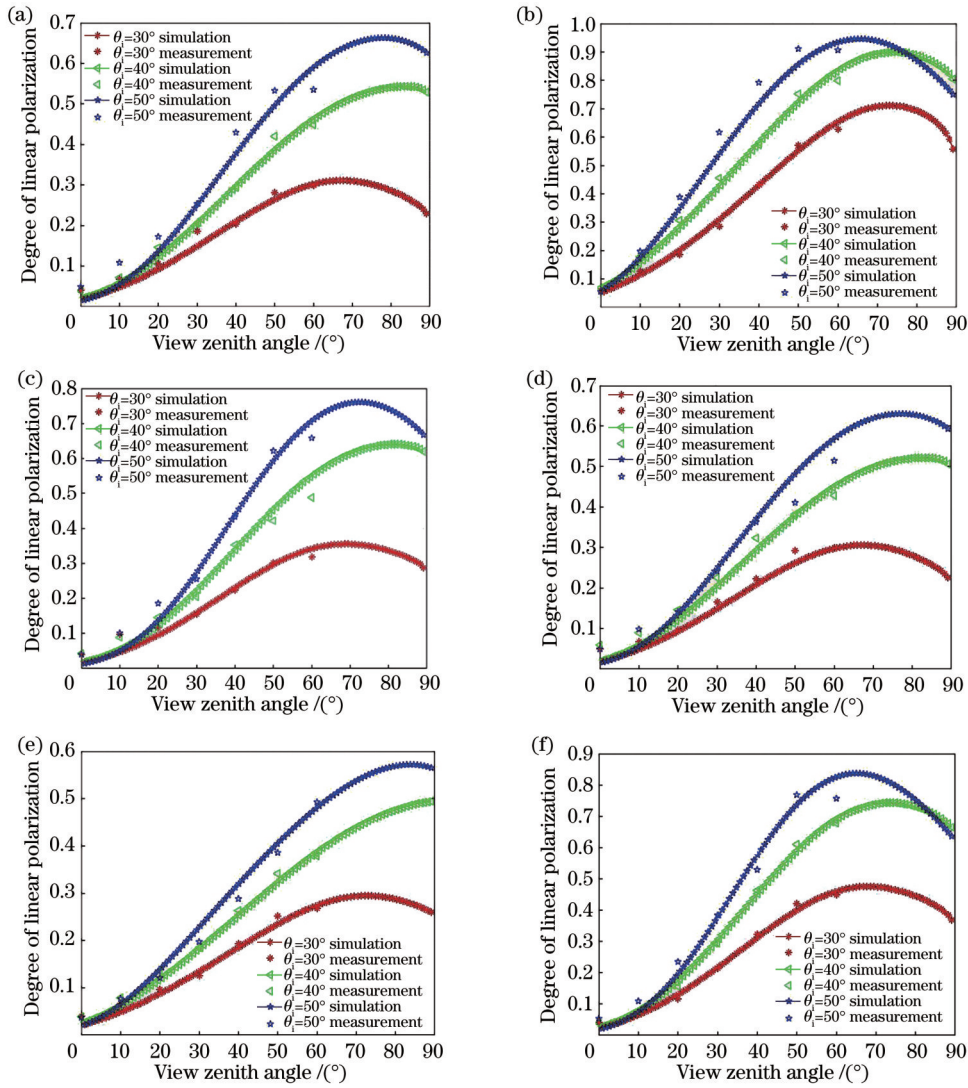 (a)
0.7
0.6
0.5
0.4
0.3
0.2
0.1
Degree of linear polarization
θi=30° simulation
θi=30° measurement
θi=40° simulation
θi=40° measurement
θi=50° simulation
θi=50° measurement
0 10 20 30 40 50 60 70 80 90
View zenith angle /(°)
(b)
1.0
0.9
0.8
0.7
0.6
0.5
0.4
0.3
0.2
0.1
Degree of linear polarization
θi=30° simulation
θi=30° measurement
θi=40° simulation
θi=40° measurement
θi=50° simulation
θi=50° measurement
0 10 20 30 40 50 60 70 80 90
View zenith angle /(°)
(c)
0.8
0.7
0.6
0.5
0.4
0.3
0.2
0.1
Degree of linear polarization
θi=30° simulation
θi=30° measurement
θi=40° simulation
θi=40° measurement
θi=50° simulation
θi=50° measurement
0 10 20 30 40 50 60 70 80 90
View zenith angle /(°)
(d)
0.7
0.6
0.5
0.4
0.3
0.2
0.1
Degree of linear polarization
θi=30° simulation
θi=30° measurement
θi=40° simulation
θi=40° measurement
θi=50° simulation
θi=50° measurement
0 10 20 30 40 50 60 70 80 90
View zenith angle /(°)
(e)
0.6
0.5
0.4
0.3
0.2
0.1
Degree of linear polarization
θi=30° simulation
θi=30° measurement
θi=40° simulation
θi=40° measurement
θi=50° simulation
θi=50° measurement
0 10 20 30 40 50 60 70 80 90
View zenith angle /(°)
(f)
0.9
0.8
0.7
0.6
0.5
0.4
0.3
0.2
0.1
Degree of linear polarization
θi=30° simulation
θi=30° measurement
θi=40° simulation
θi=40° measurement
θi=50° simulation
θi=50° measurement
0 10 20 30 40 50 60 70 80 90
View zenith angle /(°)